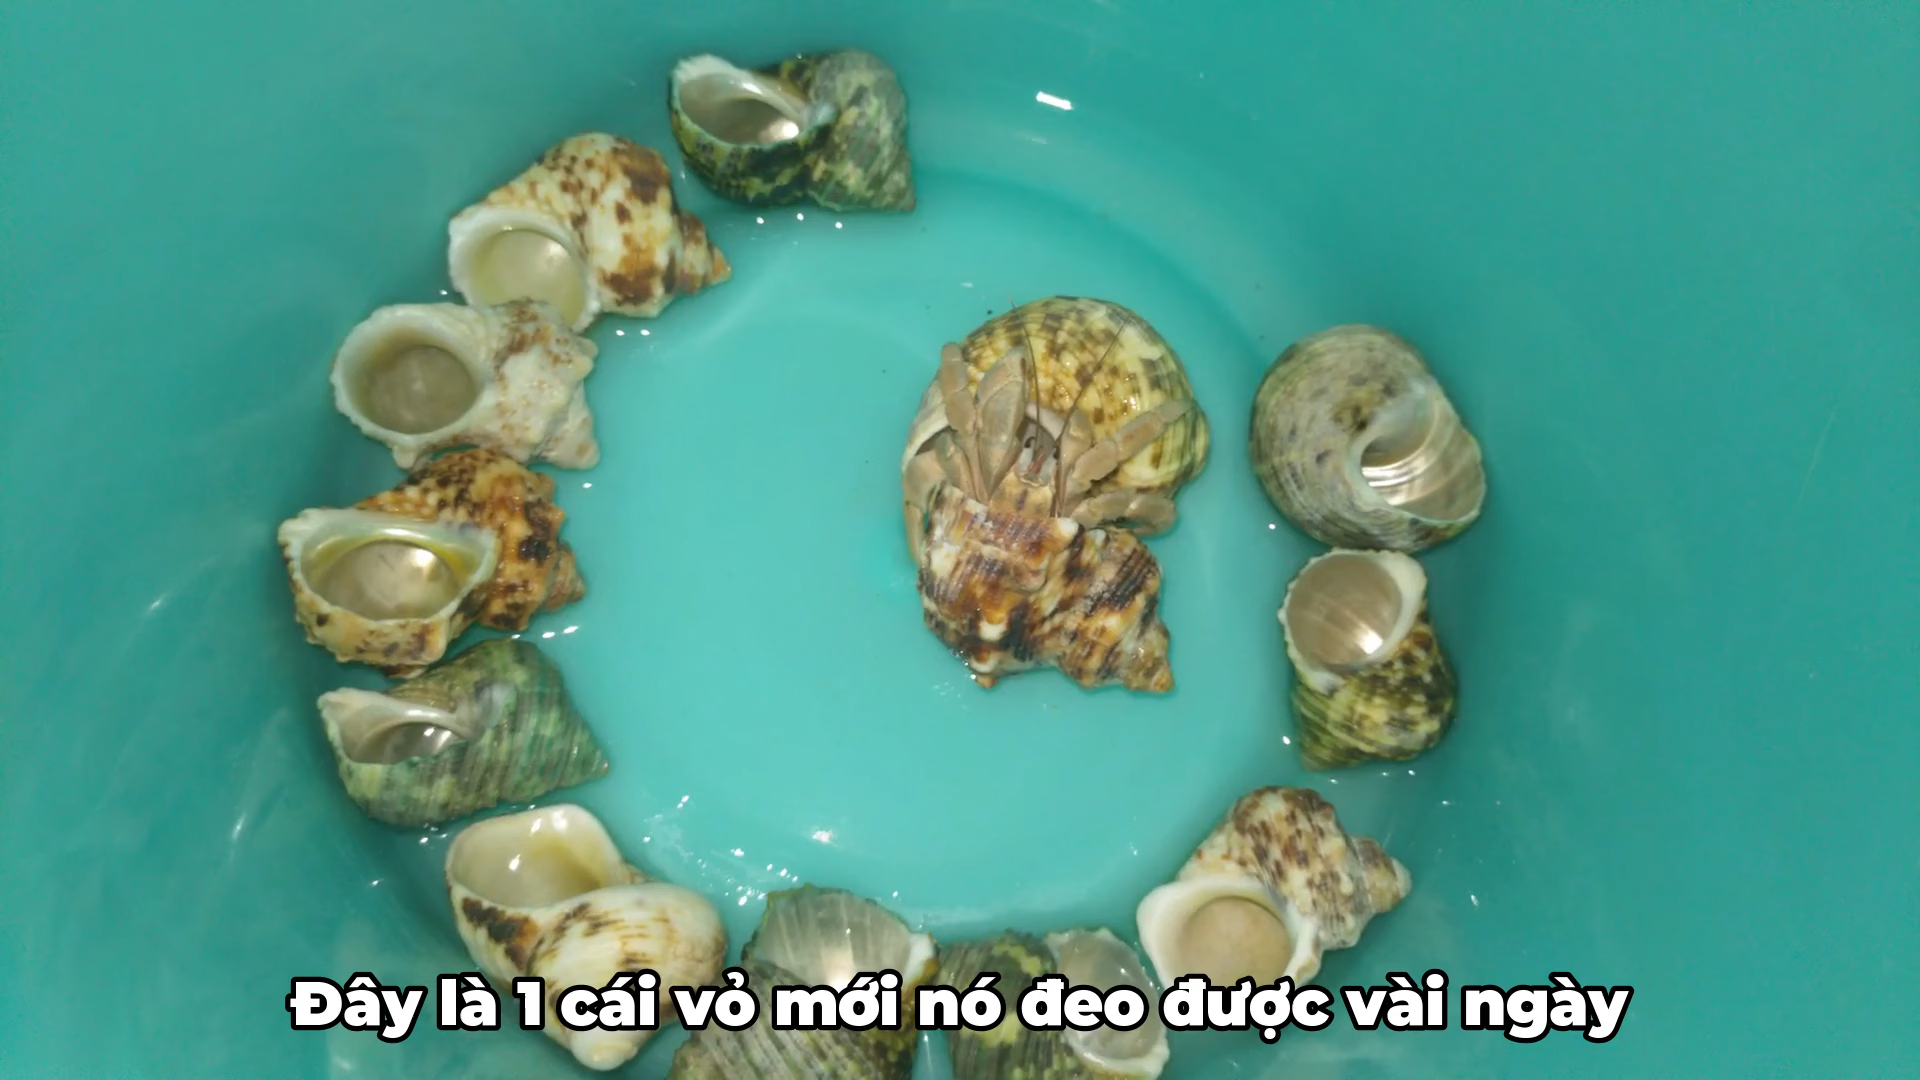 Đây là 1 cái vỏ mới nó đeo được vài ngày